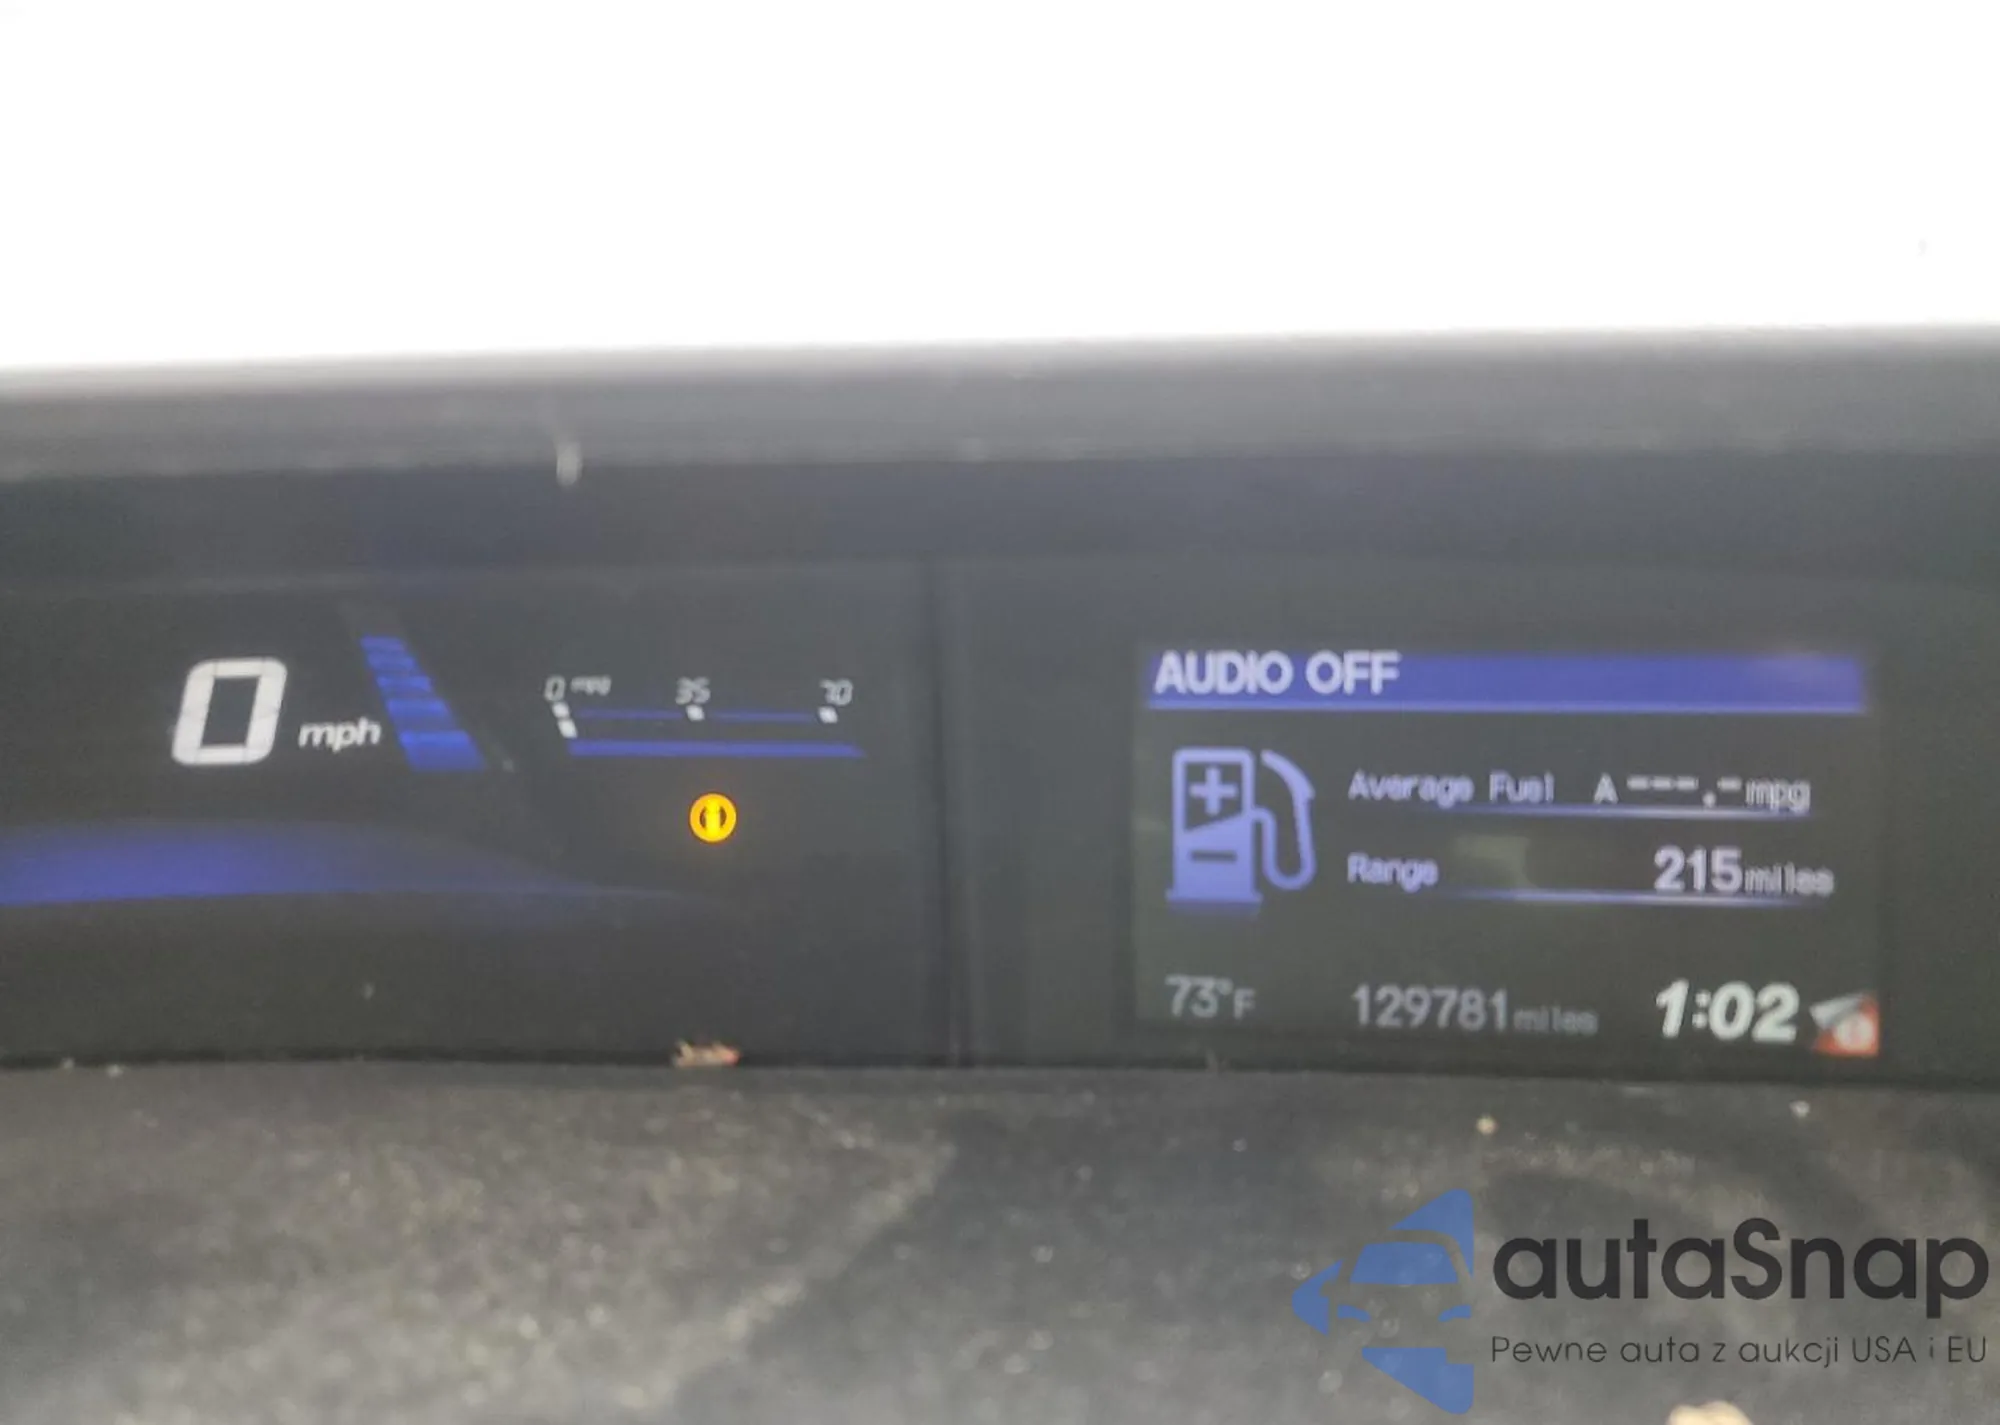 0 mph
0 mpg 35 70
AUDIO OFF
Average Fuel A ---.- mpg
Range 215 miles
73°F 129781 miles 1:02
autaSnap
Pewne auta z aukcji USA i EU